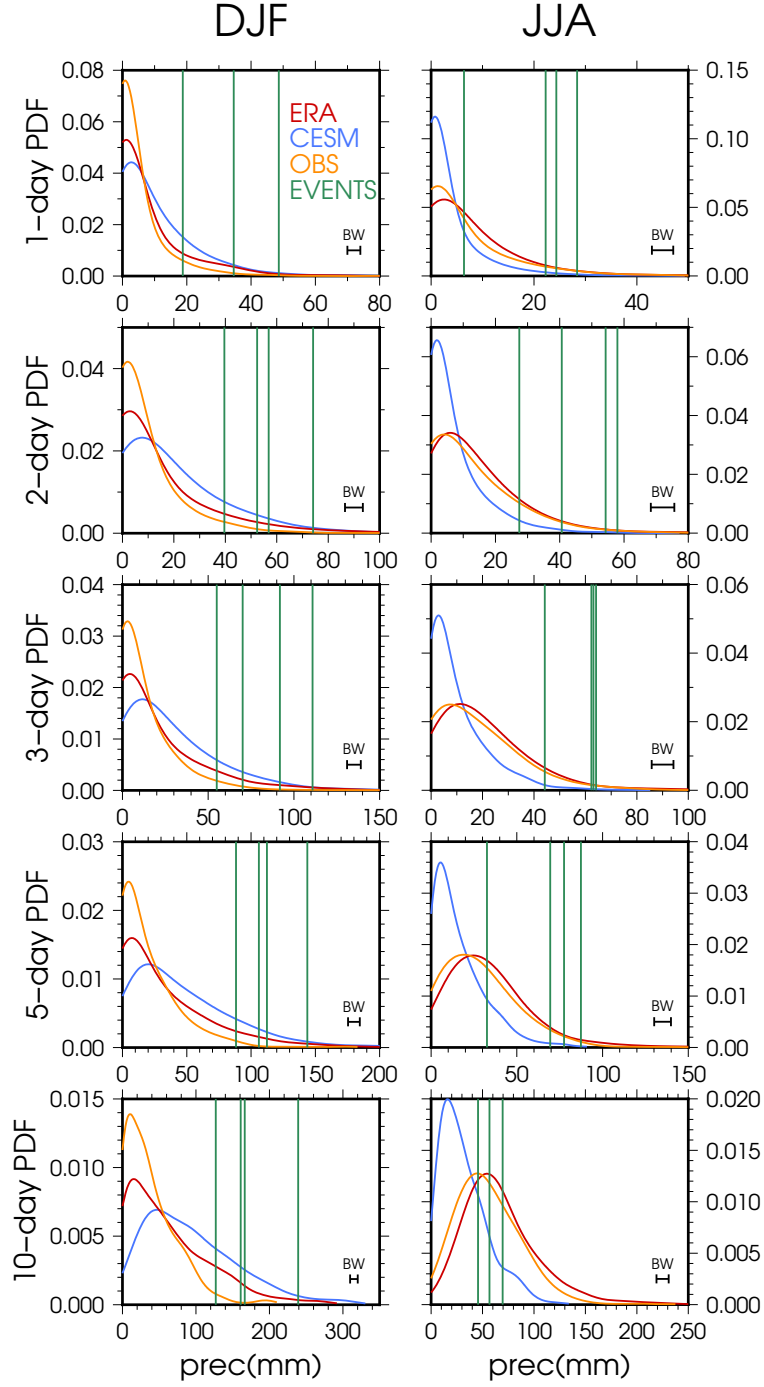 DJF JJA
1-day PDF
0.08 0.06 0.04 0.02 0.00
ERA
CESM
OBS
EVENTS
BW
0 20 40 60 80
0.15 0.10 0.05 0.00
BW
0 20 40
2-day PDF
0.04 0.02 0.00
BW
0 20 40 60 80 100
0.06 0.04 0.02 0.00
BW
0 20 40 60 80
3-day PDF
0.04 0.03 0.02 0.01 0.00
BW
0 50 100 150
0.06 0.04 0.02 0.00
BW
0 20 40 60 80 100
5-day PDF
0.03 0.02 0.01 0.00
BW
0 50 100 150 200
0.04 0.03 0.02 0.01 0.00
BW
0 50 100 150
10-day PDF
0.015 0.010 0.005 0.000
BW
0 100 200 300
0.020 0.015 0.010 0.005 0.000
BW
0 50 100 150 200 250
prec(mm) prec(mm)